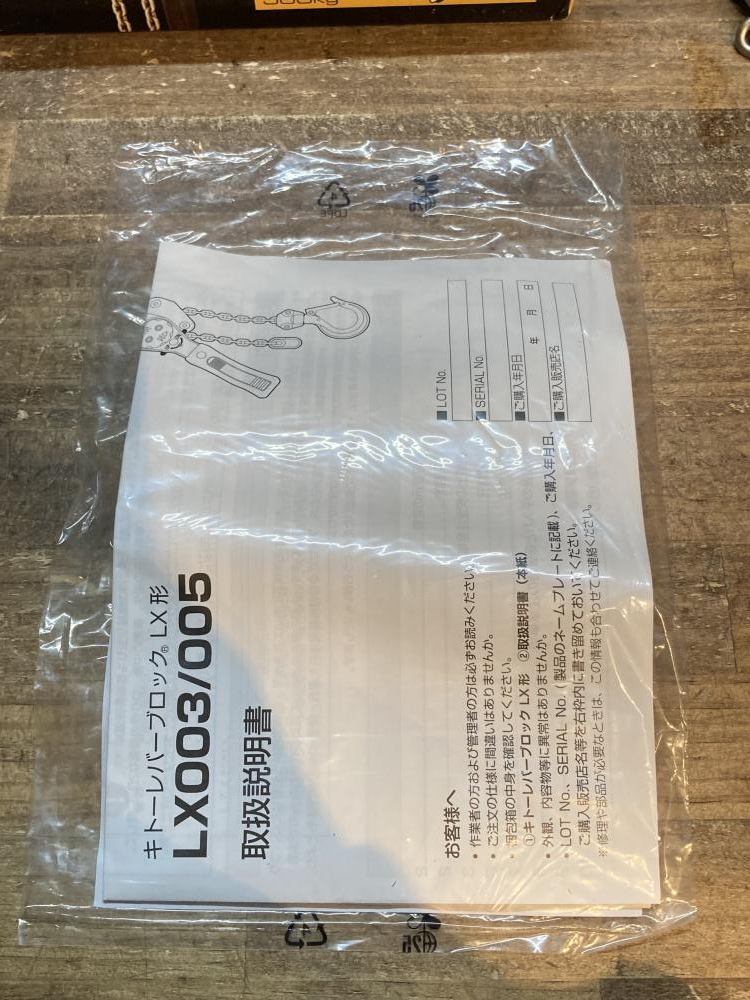 500kg
キトーレバーブロック® LX形
LX003/005
取扱説明書
お客様へ
• 作業者の方および管理者の方は必ずお読みください。
• ご注文の仕様に間違いはありませんか。
• 梱包箱の中身を確認してください。
①キトーレバーブロックLX形 ②取扱説明書（本紙）
• 外観、内容物等に異常はありませんか。
• LOT No.、SERIAL No.（製品のネームプレートに記載）、ご購入年月日、
ご購入販売店名等を右枠内に書き留めておいてください。
※修理や部品が必要なときは、この情報も合わせてご連絡ください。
■ LOT No.
■ SERIAL No.
■ ご購入年月日
年 月 日
■ ご購入販売店名